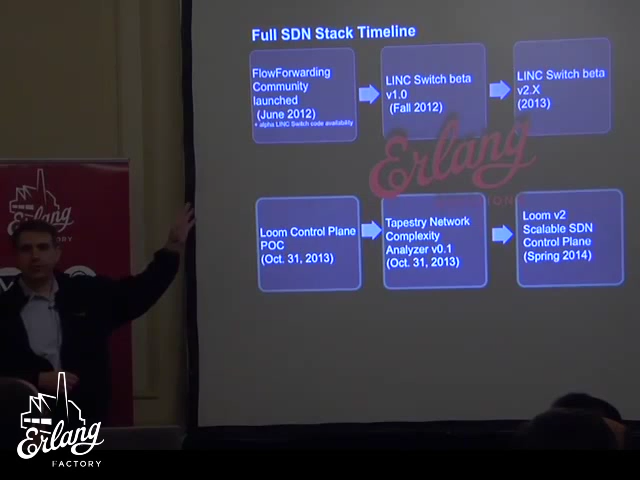 Full SDN Stack Timeline
FlowForwarding
Community
launched
(June 2012)
+ alpha LINC Switch code availability
LINC Switch beta
v1.0
(Fall 2012)
LINC Switch beta
v2.X
(2013)
Erlang
Loom Control Plane
POC
(Oct. 31, 2013)
Tapestry Network
Complexity
Analyzer v0.1
(Oct. 31, 2013)
Loom v2
Scalable SDN
Control Plane
(Spring 2014)
Erlang
FACTORY
Erlang
FACTORY